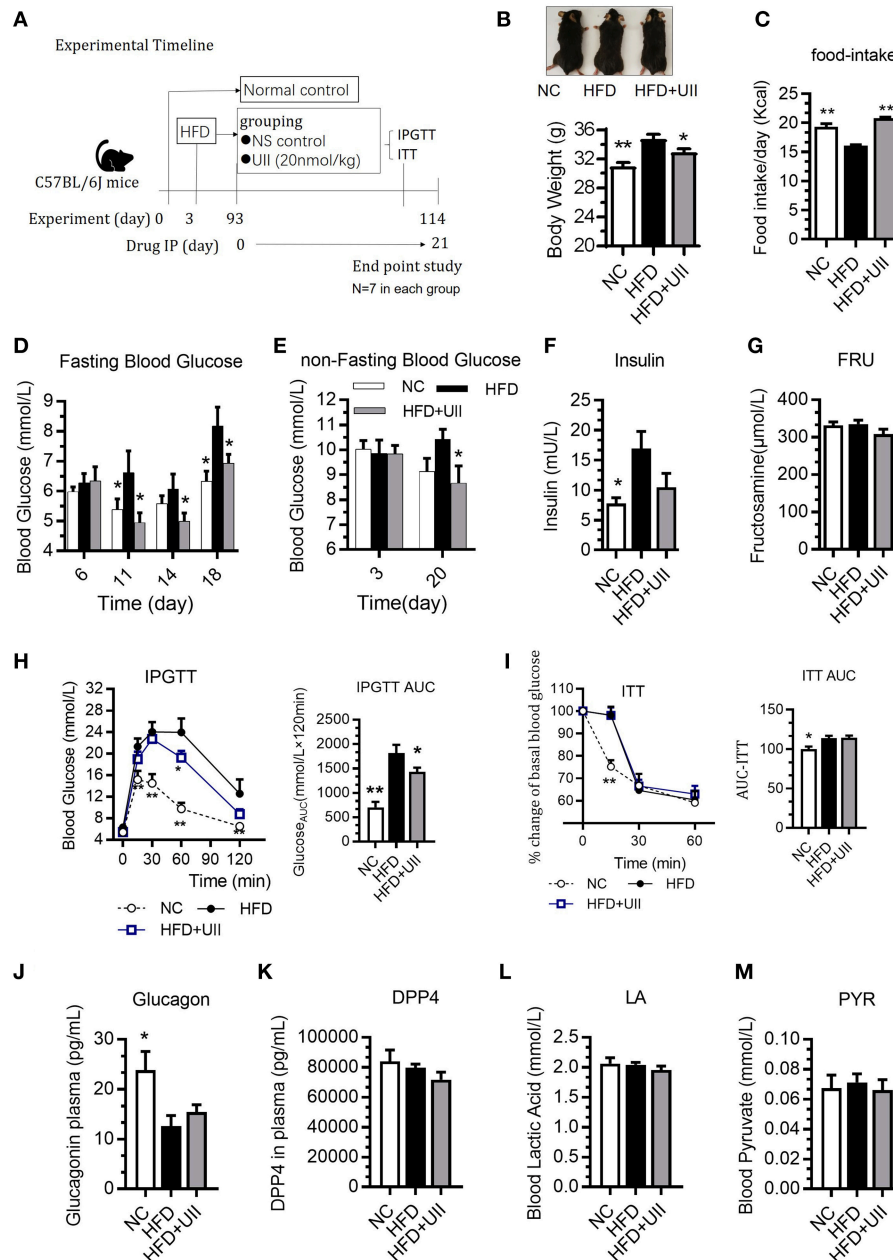 A
Experimental Timeline
Normal control
HFD
grouping
●NS control
●UII (20nmol/kg)
IPGTT
ITT
C57BL/6J mice
Experiment (day) 0 3 93 114
Drug IP (day) 0 21
End point study
N=7 in each group
B
NC HFD HFD+UII
Body Weight (g)
36
32
28
24
20
** *
NC HFD HFD+UII
C
food-intake
Food intake/day (Kcal)
25
20
15
10
5
0
** **
NC HFD HFD+UII
D
Fasting Blood Glucose
Blood Glucose (mmol/L)
9
8
7
6
5
4
* * * * *
6 11 14 18
Time (day)
E
non-Fasting Blood Glucose
NC HFD
HFD+UII
Blood Glucose (mmol/L)
12
11
10
9
8
7
6
*
3 20
Time(day)
F
Insulin
Insulin (mU/L)
25
20
15
10
5
0
*
NC HFD HFD+UII
G
FRU
Fructosamine(μmol/L)
400
300
200
100
0
NC HFD HFD+UII
H
IPGTT
Blood Glucose (mmol/L)
28
24
20
16
12
8
4
** ** * ** **
0 30 60 90 120
Time (min)
NC HFD
HFD+UII
IPGTT AUC
GlucoseAUC(mmol/L×120min)
2500
2000
1500
1000
500
0
** *
NC HFD HFD+UII
I
ITT
% change of basal blood glucose
110
100
90
80
70
60
**
0 30 60
Time (min)
NC HFD
HFD+UII
ITT AUC
AUC-ITT
150
100
50
0
*
NC HFD HFD+UII
J
Glucagon
Glucagonin plasma (pg/mL)
30
20
10
0
*
NC HFD HFD+UII
K
DPP4
DPP4 in plasma (pg/mL)
100000
80000
60000
40000
20000
0
NC HFD HFD+UII
L
LA
Blood Lactic Acid (mmol/L)
2.5
2.0
1.5
1.0
0.5
0.0
NC HFD HFD+UII
M
PYR
Blood Pyruvate (mmol/L)
0.10
0.08
0.06
0.04
0.02
0.00
NC HFD HFD+UII